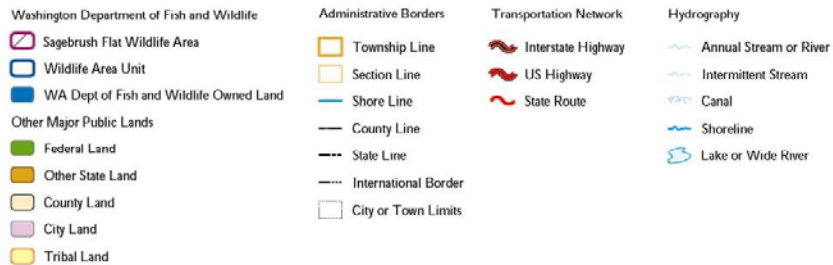 Washington Department of Fish and Wildlife
Sagebrush Flat Wildlife Area
Wildlife Area Unit
WA Dept of Fish and Wildlife Owned Land
Other Major Public Lands
Federal Land
Other State Land
County Land
City Land
Tribal Land
Administrative Borders
Township Line
Section Line
Shore Line
County Line
State Line
International Border
City or Town Limits
Transportation Network
Interstate Highway
US Highway
State Route
Hydrography
Annual Stream or River
Intermittent Stream
Canal
Shoreline
Lake or Wide River